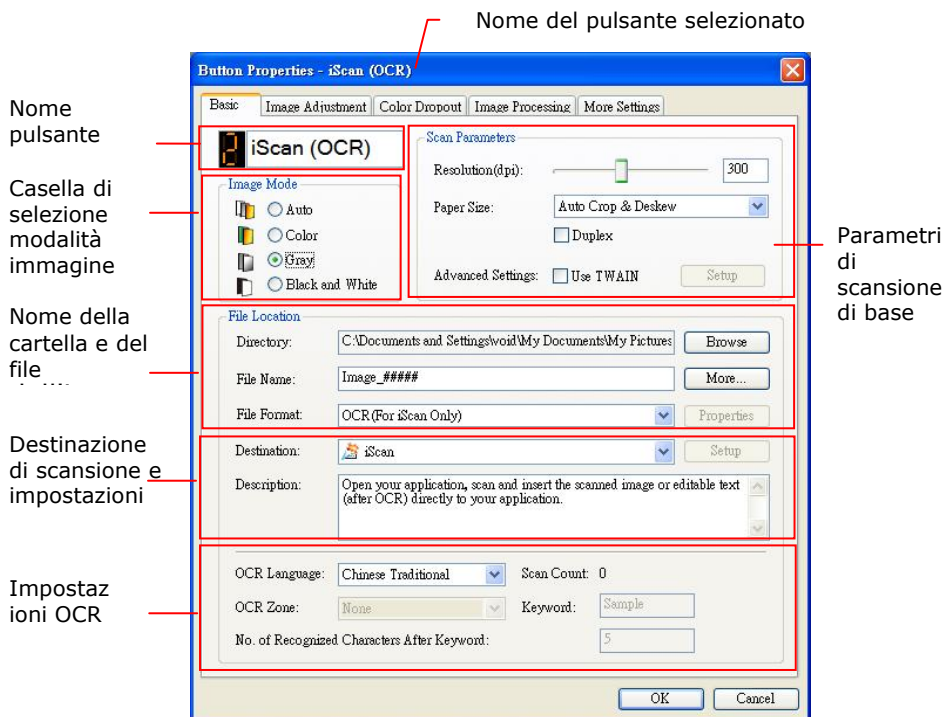 Nome del pulsante selezionato
Button Properties - iScan (OCR)
Basic Image Adjustment Color Dropout Image Processing More Settings
Nome
pulsante
2 iScan (OCR)
Casella di
selezione
modalità
immagine
Image Mode
Auto
Color
Gray
Black and White
Scan Parameters
Resolution(dpi): 300
Paper Size: Auto Crop & Deskew
Duplex
Advanced Settings: Use TWAIN Setup
Parametri
di
scansione
di base
Nome della
cartella e del
file
File Location
Directory: C:\Documents and Settings\void\My Documents\My Pictures Browse
File Name: Image_##### More...
File Format: OCR(For iScan Only) Properties
Destinazione
di scansione e
impostazioni
Destination: iScan Setup
Description: Open your application, scan and insert the scanned image or editable text
(after OCR) directly to your application.
Impostaz
ioni OCR
OCR Language: Chinese Traditional Scan Count: 0
OCR Zone: None Keyword: Sample
No. of Recognized Characters After Keyword: 5
OK Cancel